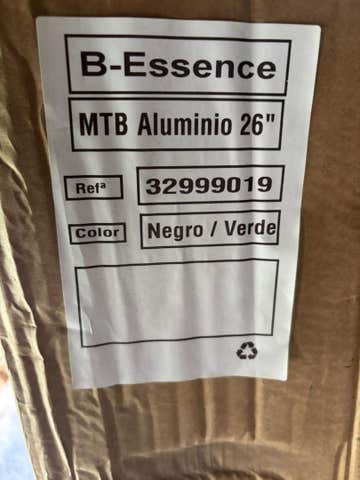 B-Essence
MTB Aluminio 26"
Refª 32999019
Color Negro / Verde